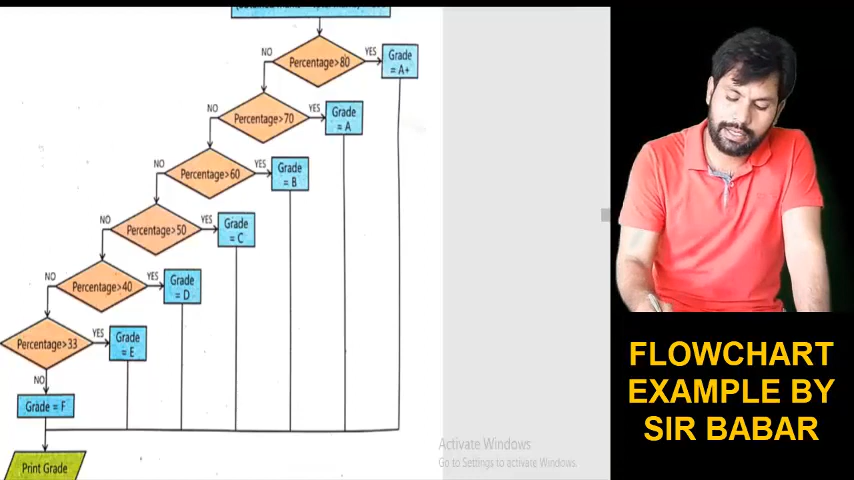 NO
Percentage>80
YES
Grade
= A+
NO
Percentage>70
YES
Grade
= A
NO
Percentage>60
YES
Grade
= B
NO
Percentage>50
YES
Grade
= C
NO
Percentage>40
YES
Grade
= D
Percentage>33
YES
Grade
= E
NO
Grade = F
Print Grade
Activate Windows
Go to Settings to activate Windows.
FLOWCHART
EXAMPLE BY
SIR BABAR